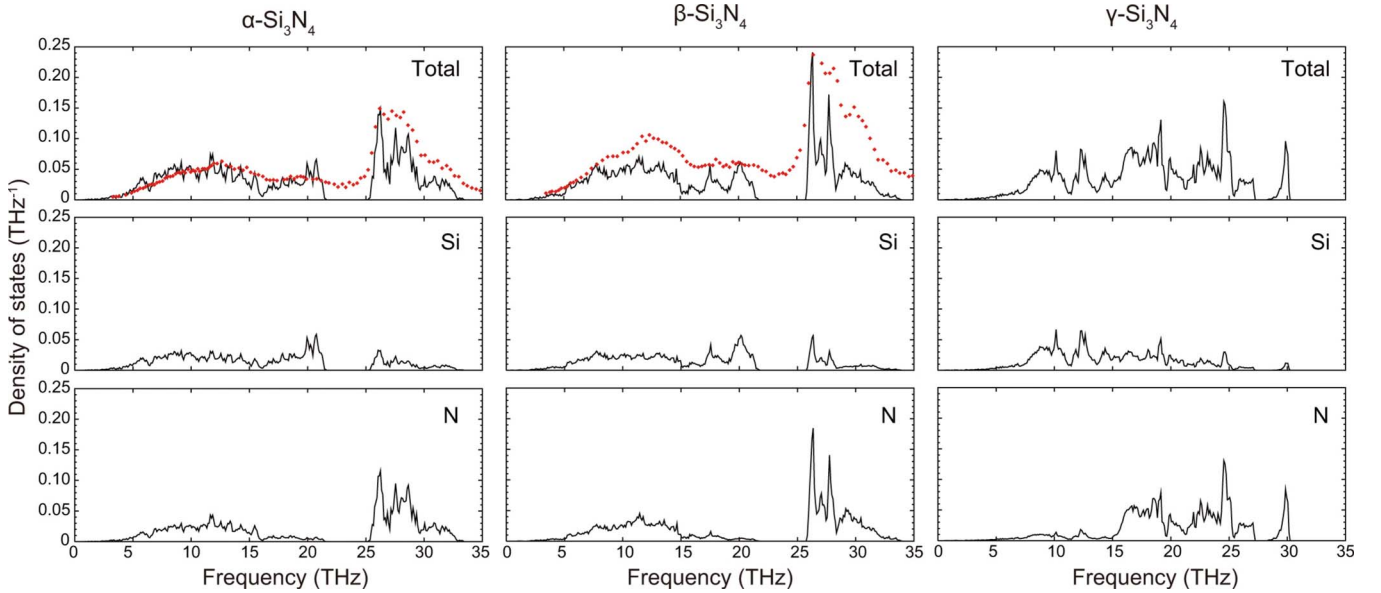 α-Si₃N₄ β-Si₃N₄ γ-Si₃N₄
0.25 Total Total Total
0.20
0.15
0.10
0.05
0
0.25 Si Si Si
0.20
0.15
0.10
0.05
0
0.25 N N N
0.20
0.15
0.10
0.05
0
Density of states (THz⁻¹)
0 5 10 15 20 25 30 35 0 5 10 15 20 25 30 35 0 5 10 15 20 25 30 35
Frequency (THz) Frequency (THz) Frequency (THz)